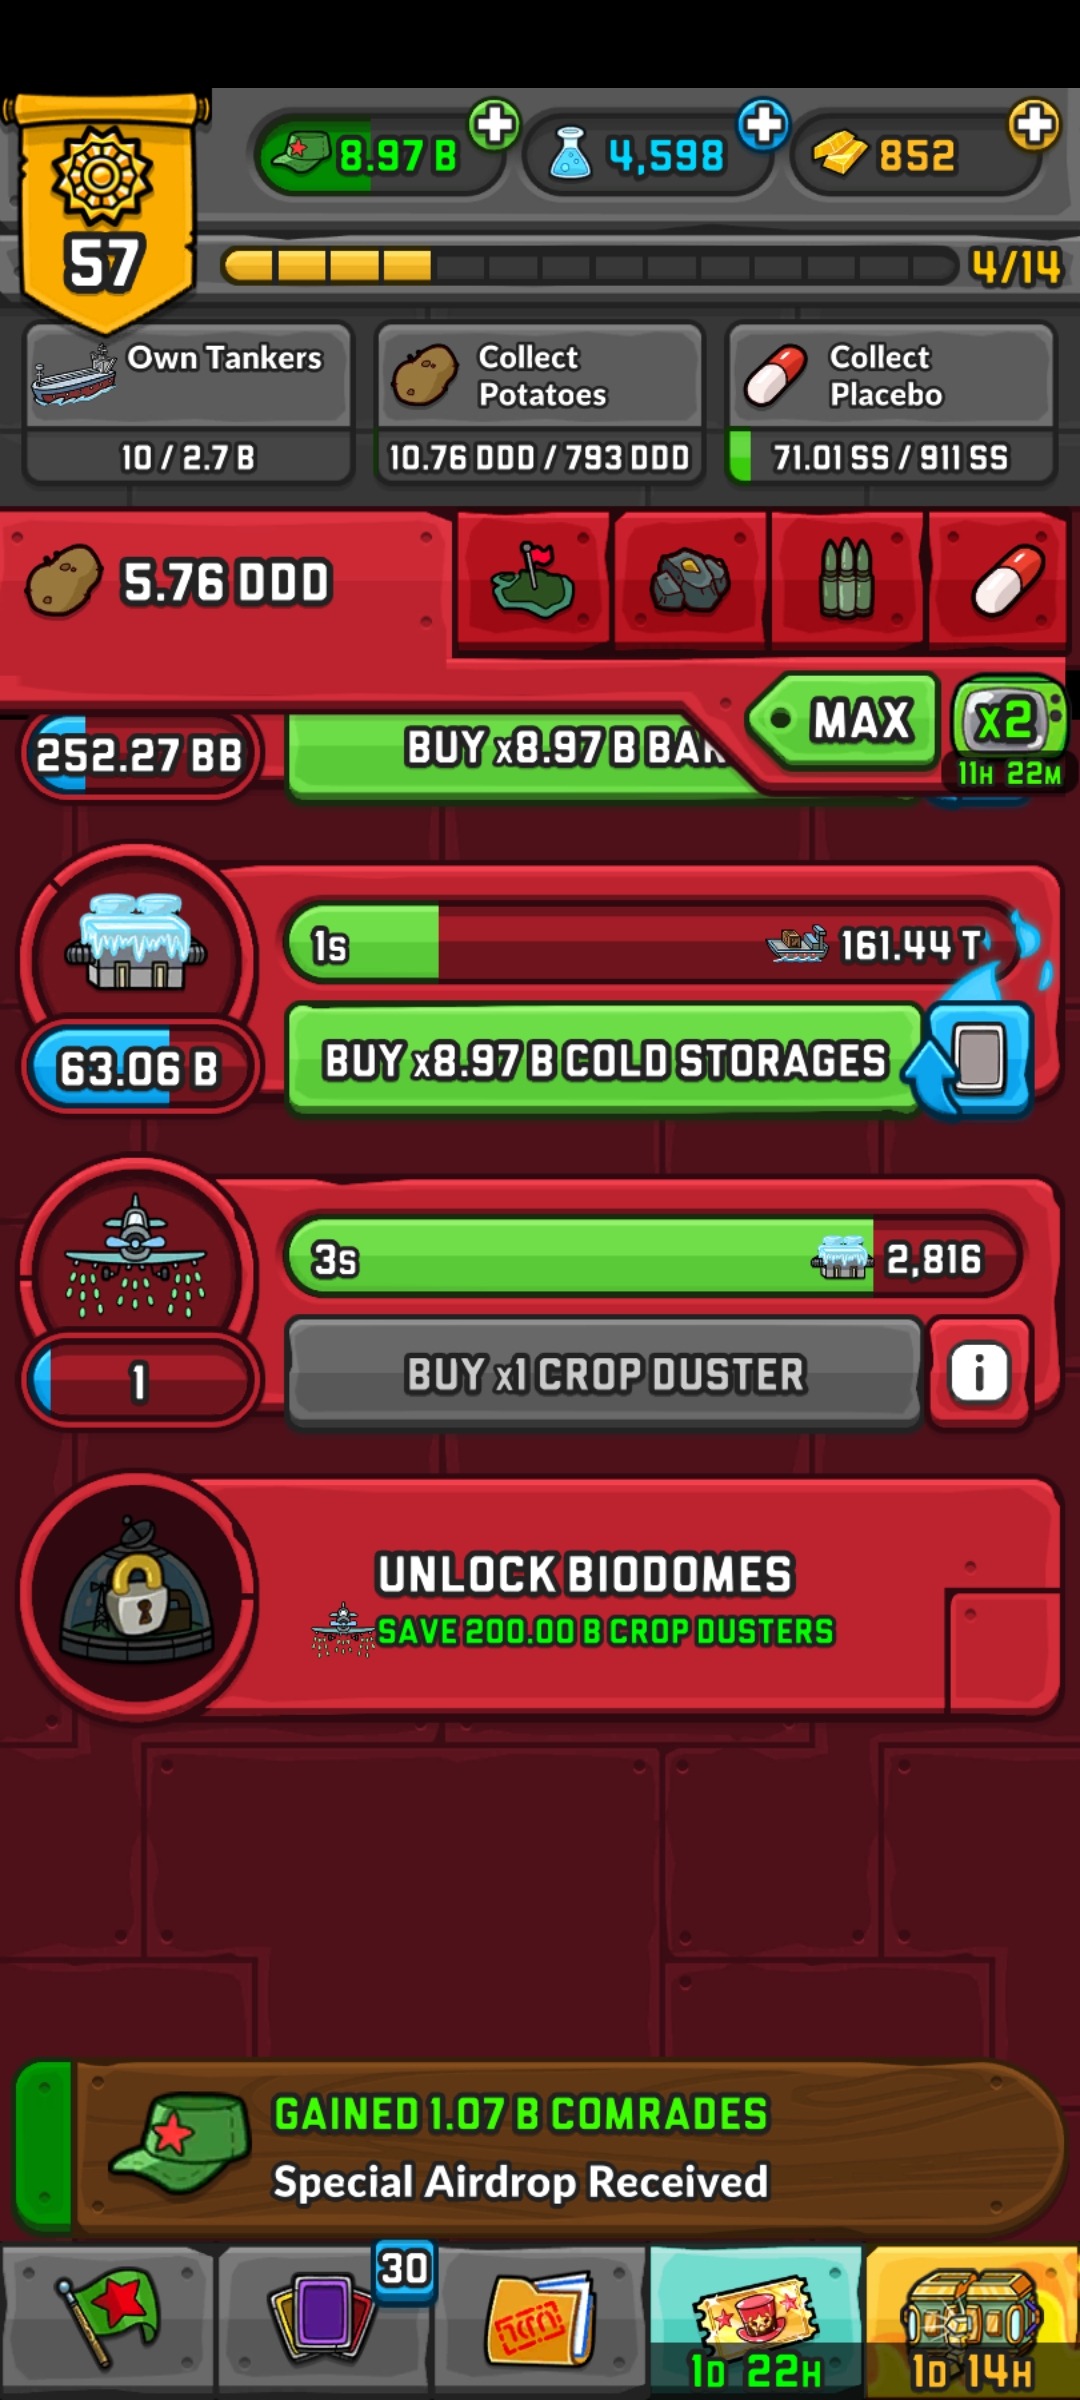 57
8.97 B
4,598
852
4/14
Own Tankers
10 / 2.7 B
Collect
Potatoes
10.76 DDD / 793 DDD
Collect
Placebo
71.01 SS / 911 SS
5.76 DDD
MAX
x2
11H 22M
252.27 BB
BUY x8.97 B BAR
1S
161.44 T
63.06 B
BUY x8.97 B COLD STORAGES
3S
2,816
1
BUY x1 CROP DUSTER
i
UNLOCK BIODOMES
SAVE 200.00 B CROP DUSTERS
GAINED 1.07 B COMRADES
Special Airdrop Received
30
1D 22H
1D 14H